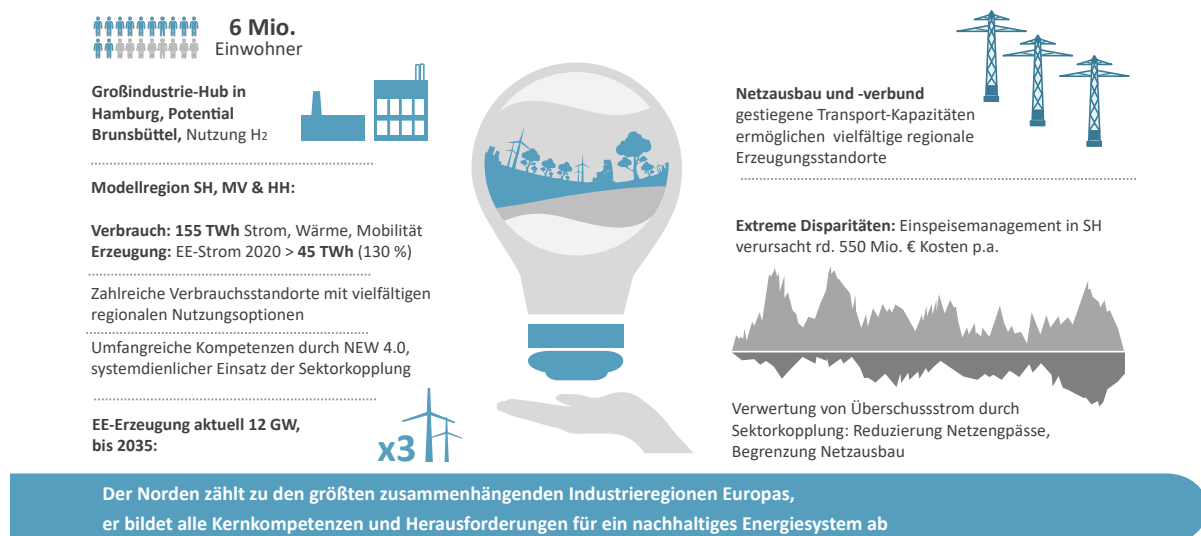 6 Mio.
Einwohner
Großindustrie-Hub in
Hamburg, Potential
Brunsbüttel, Nutzung H2
Modellregion SH, MV & HH:
Verbrauch: 155 TWh Strom, Wärme, Mobilität
Erzeugung: EE-Strom 2020 > 45 TWh (130 %)
Zahlreiche Verbrauchsstandorte mit vielfältigen
regionalen Nutzungsoptionen
Umfangreiche Kompetenzen durch NEW 4.0,
systemdienlicher Einsatz der Sektorkopplung
EE-Erzeugung aktuell 12 GW,
bis 2035:
x3
Netzausbau und -verbund
gestiegene Transport-Kapazitäten
ermöglichen vielfältige regionale
Erzeugungsstandorte
Extreme Disparitäten: Einspeisemanagement in SH
verursacht rd. 550 Mio. € Kosten p.a.
Verwertung von Überschussstrom durch
Sektorkopplung: Reduzierung Netzengpässe,
Begrenzung Netzausbau
Der Norden zählt zu den größten zusammenhängenden Industrieregionen Europas,
er bildet alle Kernkompetenzen und Herausforderungen für ein nachhaltiges Energiesystem ab